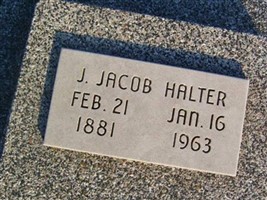 J. JACOB HALTER
FEB. 21 JAN. 16
1881 1963